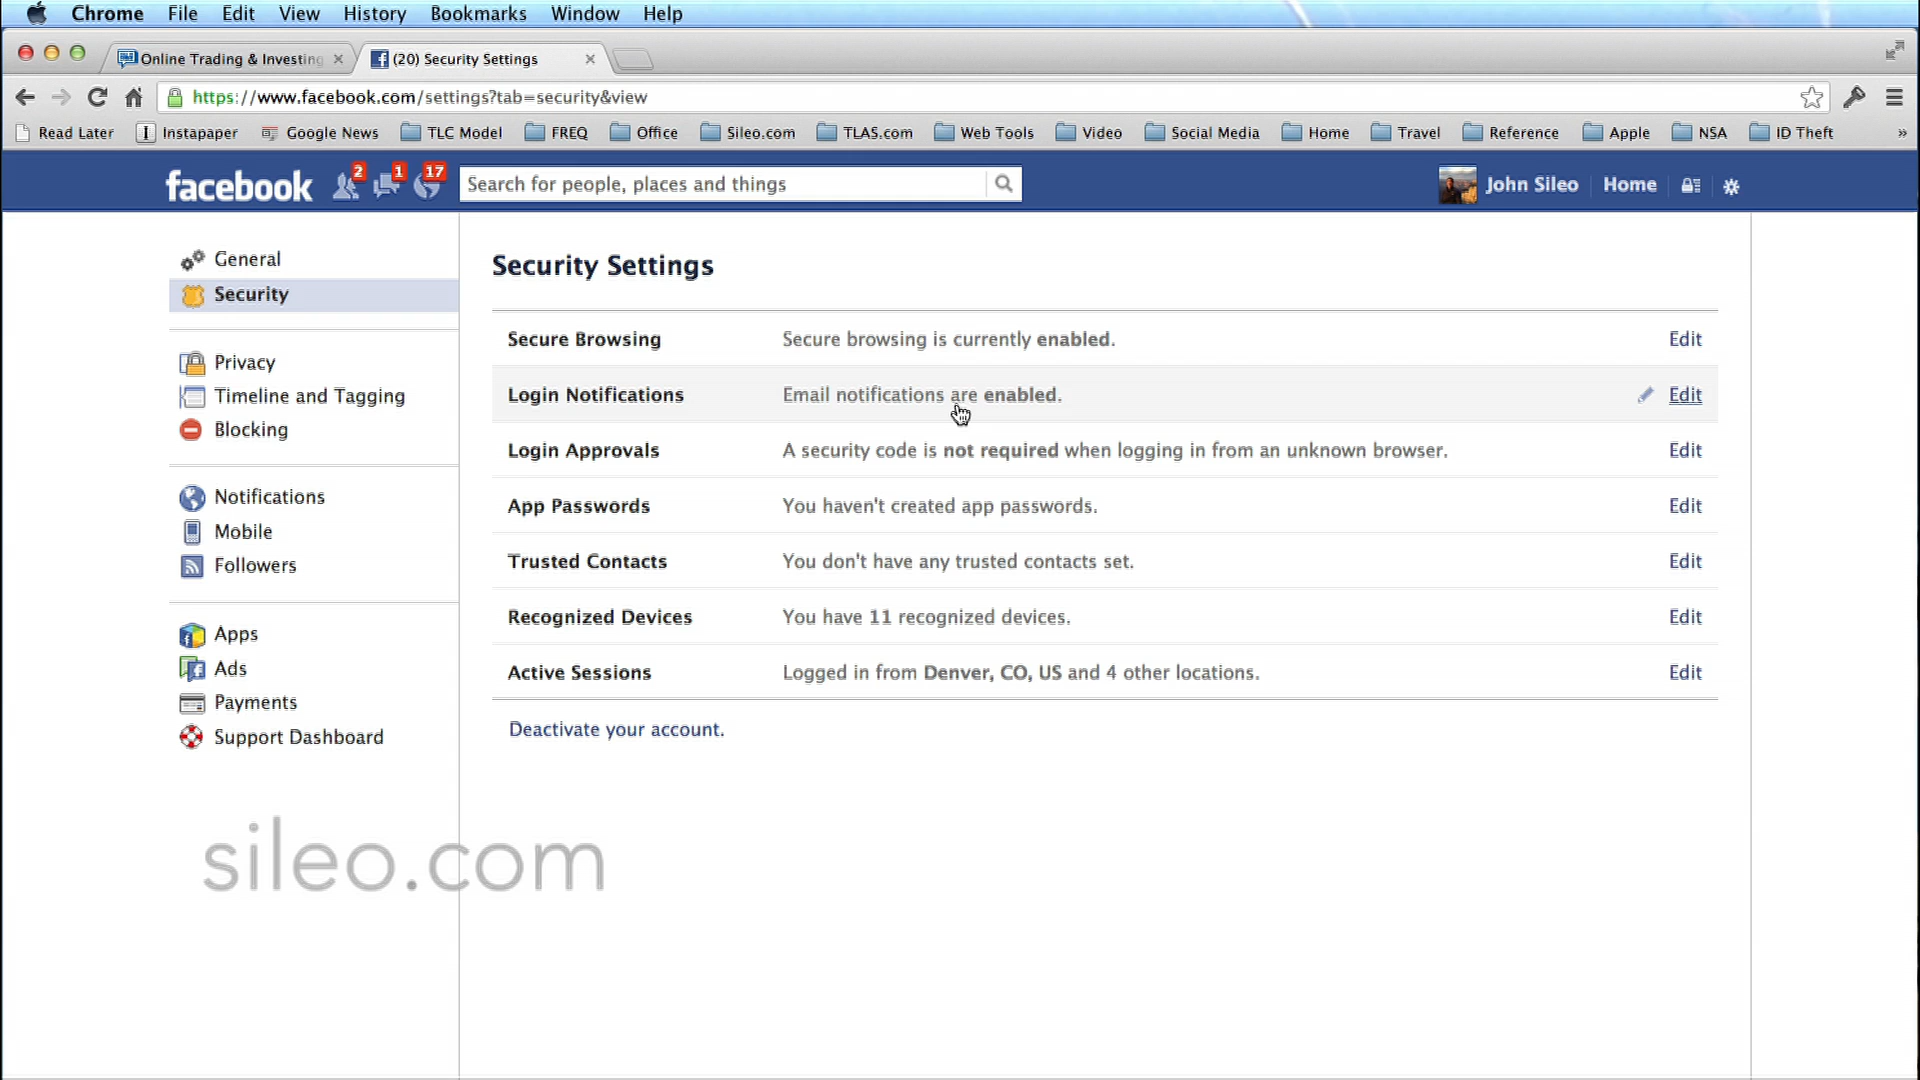 Chrome File Edit View History Bookmarks Window Help
Online Trading & Investing (20) Security Settings
https://www.facebook.com/settings?tab=security&view
Read Later Instapaper Google News TLC Model FREQ Office Sileo.com TLAS.com Web Tools Video Social Media Home Travel Reference Apple NSA ID Theft »
facebook 2 1 17 Search for people, places and things John Sileo Home
General
Security
Privacy
Timeline and Tagging
Blocking
Notifications
Mobile
Followers
Apps
Ads
Payments
Support Dashboard
Security Settings
Secure Browsing Secure browsing is currently enabled. Edit
Login Notifications Email notifications are enabled. Edit
Login Approvals A security code is not required when logging in from an unknown browser. Edit
App Passwords You haven't created app passwords. Edit
Trusted Contacts You don't have any trusted contacts set. Edit
Recognized Devices You have 11 recognized devices. Edit
Active Sessions Logged in from Denver, CO, US and 4 other locations. Edit
Deactivate your account.
sileo.com